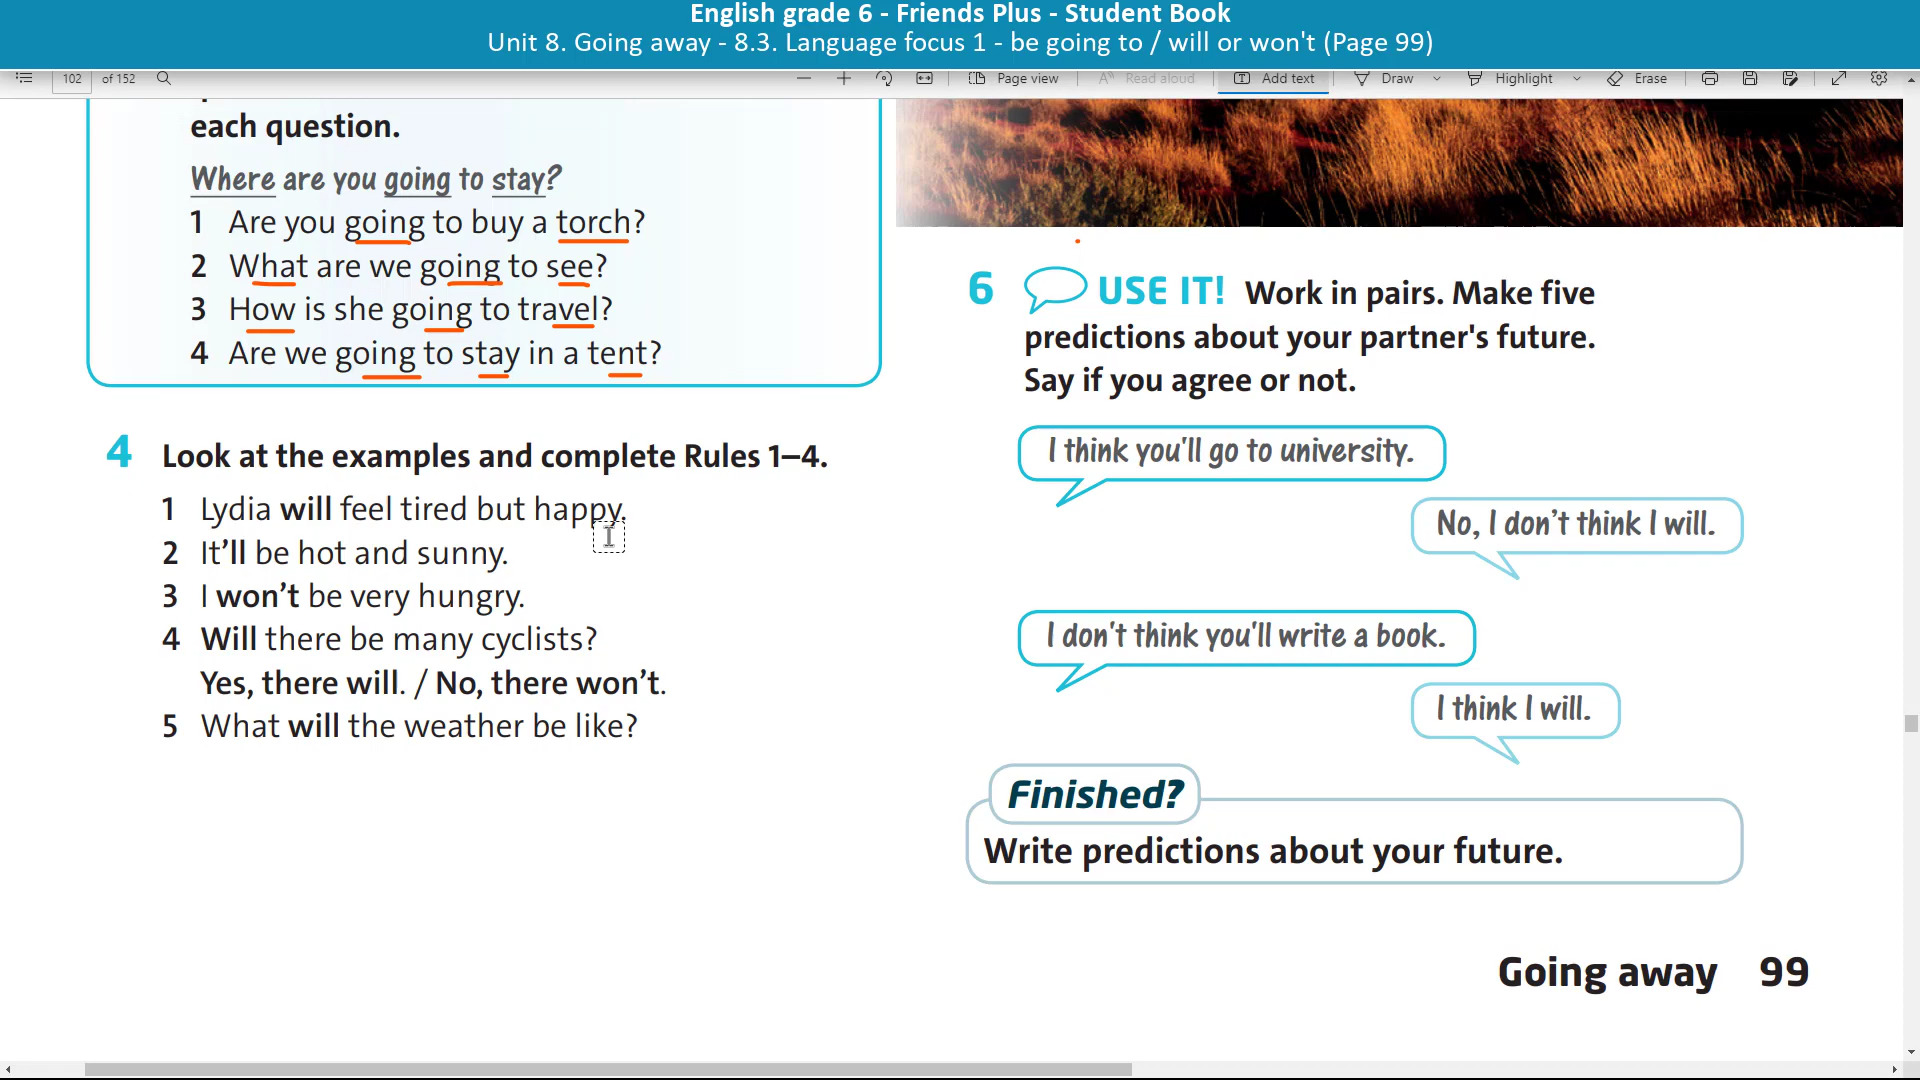 English grade 6 - Friends Plus - Student Book
Unit 8. Going away - 8.3. Language focus 1 - be going to / will or won't (Page 99)
102 of 152 Page view Read aloud Add text Draw Highlight Erase
each question.
Where are you going to stay?
1 Are you going to buy a torch?
2 What are we going to see?
3 How is she going to travel?
4 Are we going to stay in a tent?
4 Look at the examples and complete Rules 1–4.
1 Lydia will feel tired but happy.
2 It’ll be hot and sunny.
3 I won’t be very hungry.
4 Will there be many cyclists?
Yes, there will. / No, there won’t.
5 What will the weather be like?
6 USE IT! Work in pairs. Make five
predictions about your partner's future.
Say if you agree or not.
I think you'll go to university.
No, I don’t think I will.
I don't think you'll write a book.
I think I will.
Finished?
Write predictions about your future.
Going away 99